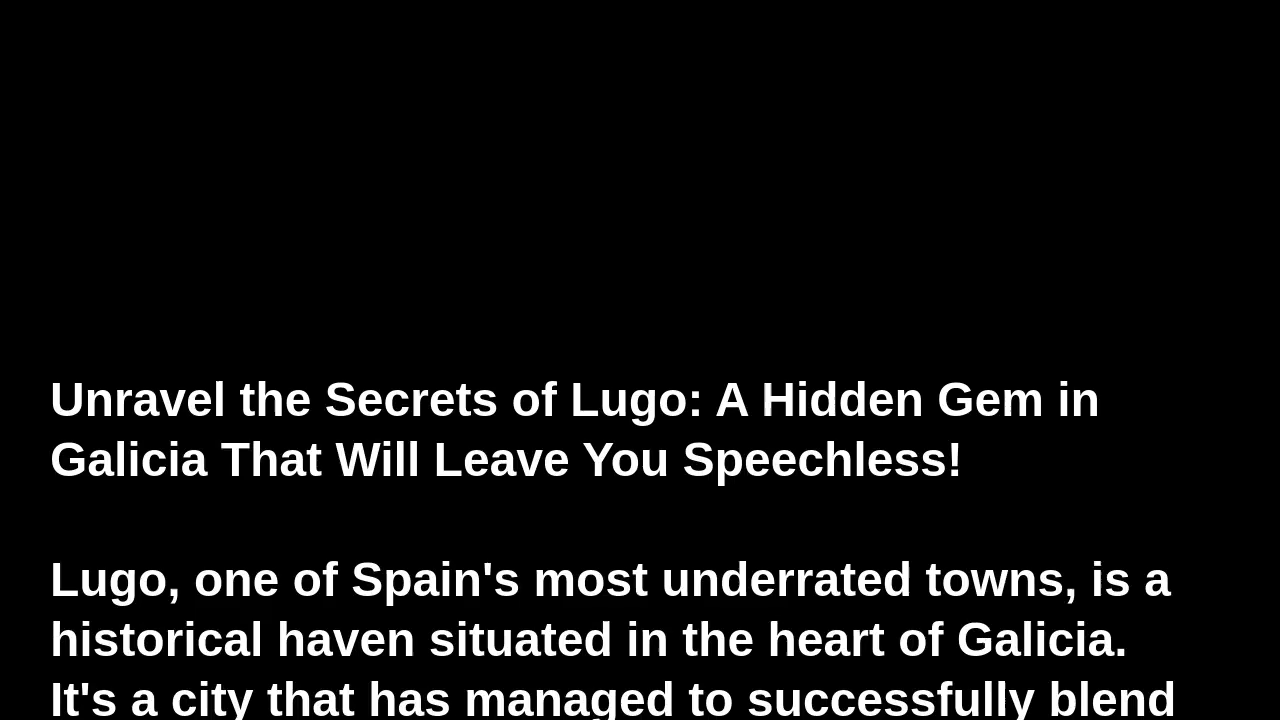 Unravel the Secrets of Lugo: A Hidden Gem in
Galicia That Will Leave You Speechless!
Lugo, one of Spain's most underrated towns, is a
historical haven situated in the heart of Galicia.
It's a city that has managed to successfully blend